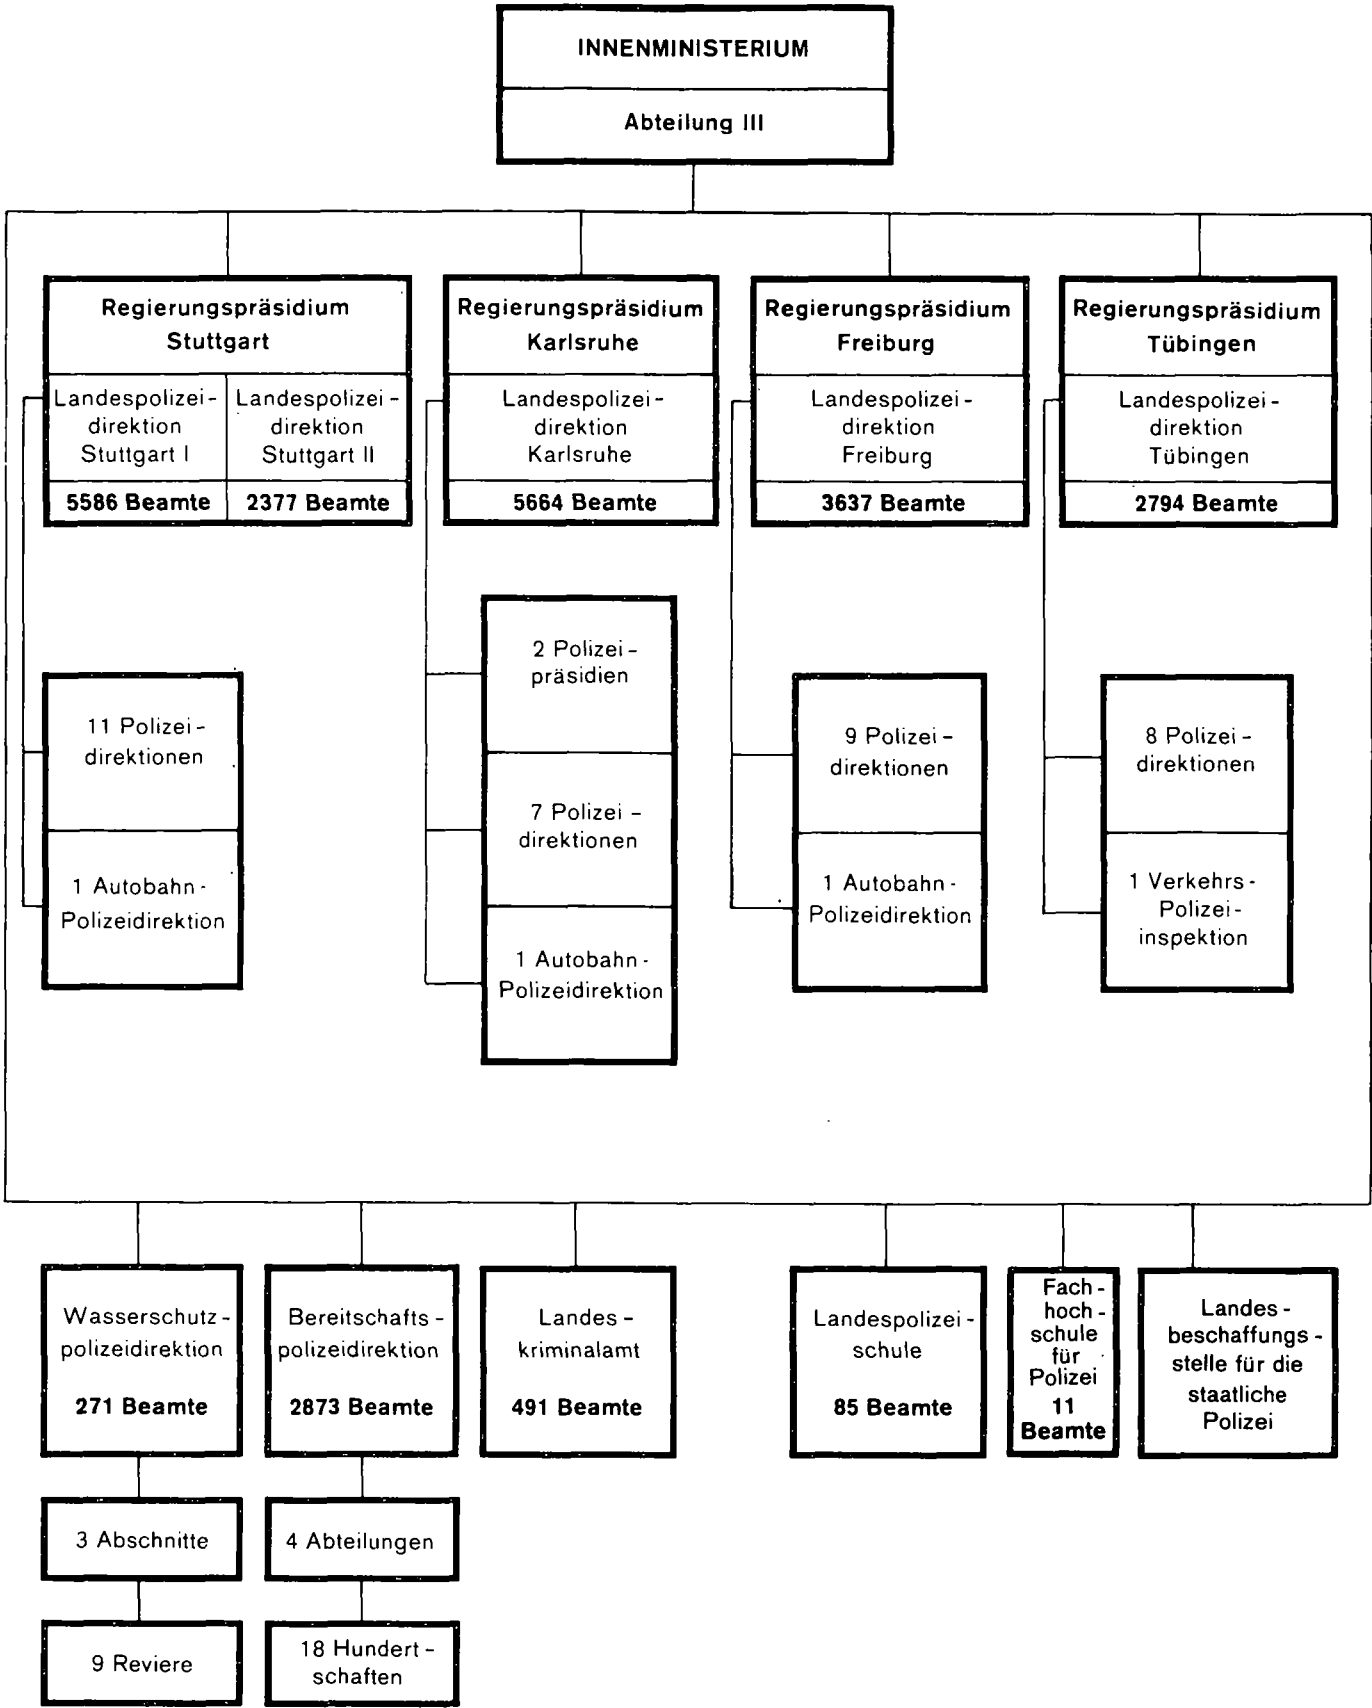 INNENMINISTERIUM
Abteilung III
Regierungspräsidium
Stuttgart
Landespolizei-
direktion
Stuttgart I
5586 Beamte
Landespolizei-
direktion
Stuttgart II
2377 Beamte
Regierungspräsidium
Karlsruhe
Landespolizei-
direktion
Karlsruhe
5664 Beamte
Regierungspräsidium
Freiburg
Landespolizei-
direktion
Freiburg
3637 Beamte
Regierungspräsidium
Tübingen
Landespolizei-
direktion
Tübingen
2794 Beamte
11 Polizei-
direktionen
1 Autobahn-
Polizeidirektion
2 Polizei-
präsidien
7 Polizei-
direktionen
1 Autobahn-
Polizeidirektion
9 Polizei-
direktionen
1 Autobahn-
Polizeidirektion
8 Polizei-
direktionen
1 Verkehrs-
Polizei-
inspektion
Wasserschutz-
polizeidirektion
271 Beamte
3 Abschnitte
9 Reviere
Bereitschafts-
polizeidirektion
2873 Beamte
4 Abteilungen
18 Hundert-
schaften
Landes-
kriminalamt
491 Beamte
Landespolizei-
schule
85 Beamte
Fach-
hoch-
schule
für
Polizei
11
Beamte
Landes-
beschaffungs-
stelle für die
staatliche
Polizei